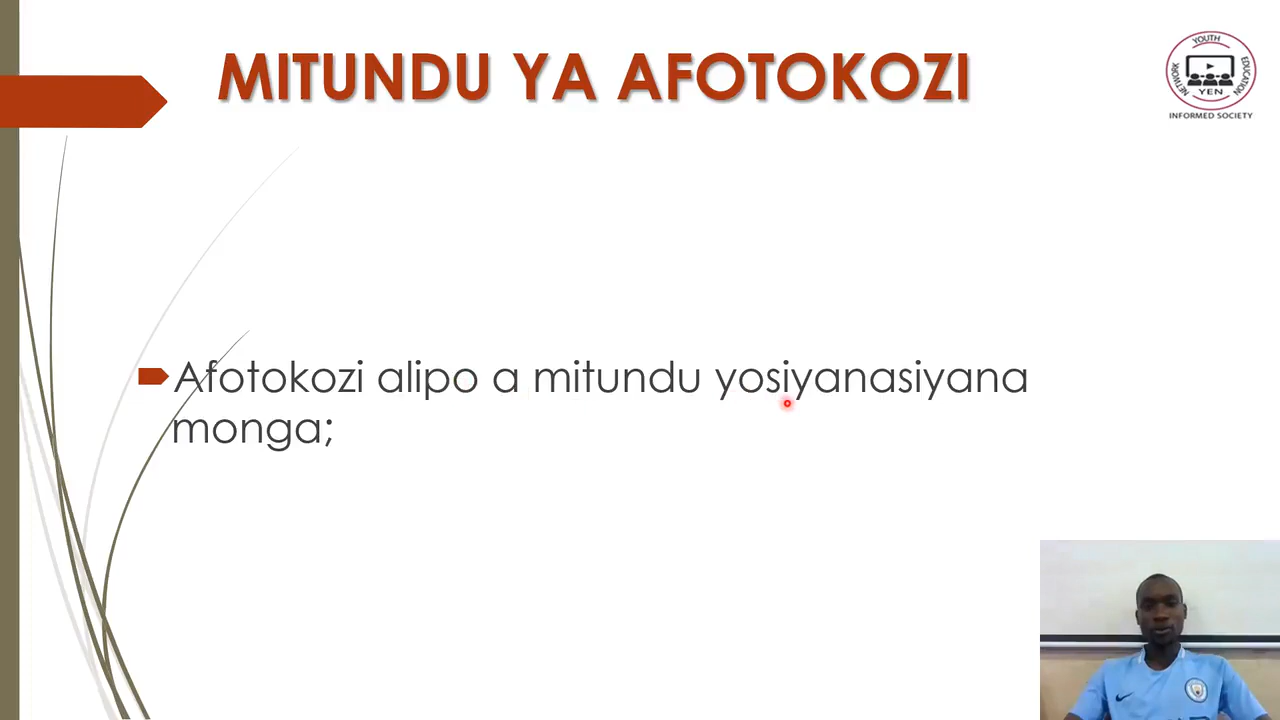 MITUNDU YA AFOTOKOZI
YOUTH
NETWORK
EDUCATION
YEN
INFORMED SOCIETY
Afotokozi alipo a mitundu yosiyanasiyana
monga;